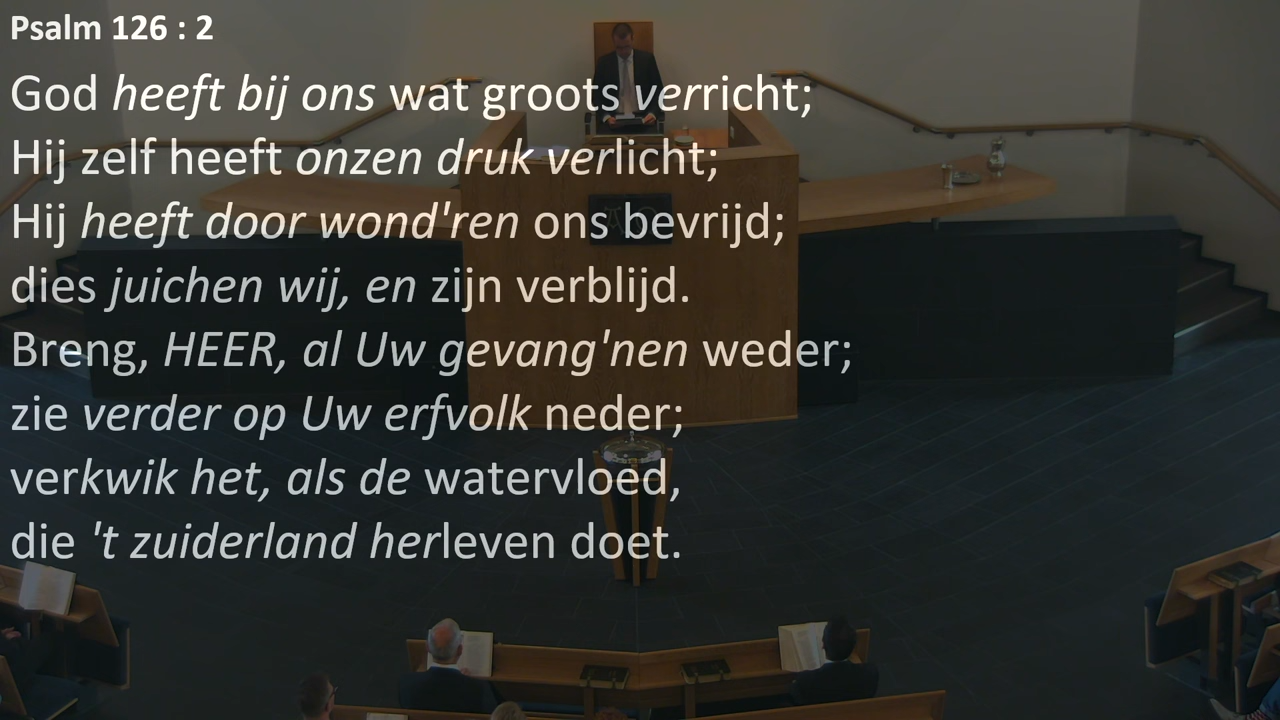 Psalm 126 : 2
God heeft bij ons wat groots verricht;
Hij zelf heeft onzen druk verlicht;
Hij heeft door wond'ren ons bevrijd;
dies juichen wij, en zijn verblijd.
Breng, HEER, al Uw gevang'nen weder;
zie verder op Uw erfvolk neder;
verkwik het, als de watervloed,
die 't zuiderland herleven doet.